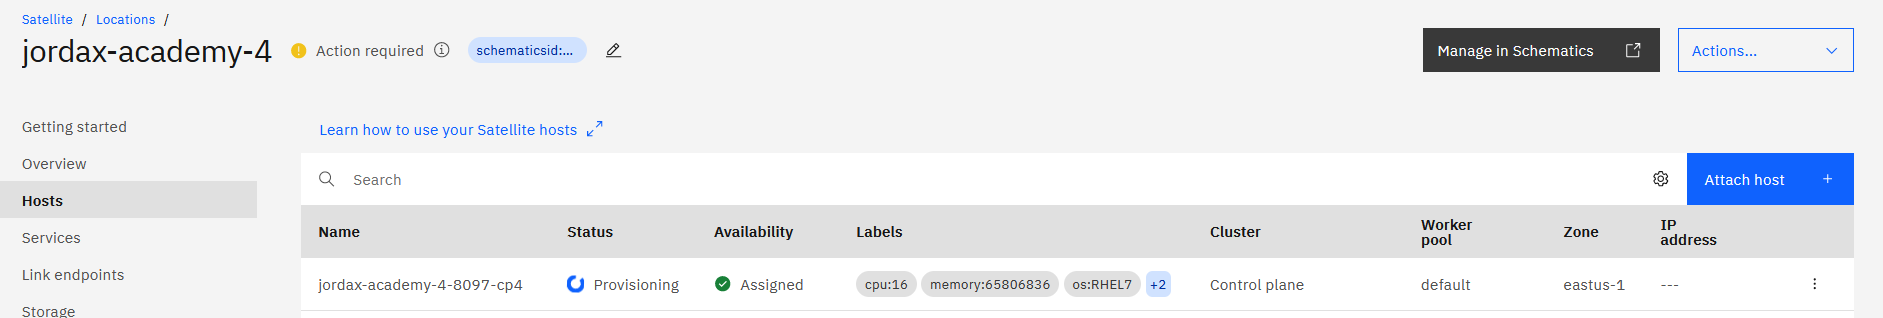 Satellite / Locations /
jordax-academy-4 Action required schematicsid:...
Manage in Schematics
Actions...
Getting started
Overview
Hosts
Services
Link endpoints
Storage
Learn how to use your Satellite hosts
Search
Attach host +
Name Status Availability Labels Cluster Worker pool Zone IP address
jordax-academy-4-8097-cp4 Provisioning Assigned cpu:16 memory:65806836 os:RHEL7 +2 Control plane default eastus-1 ---